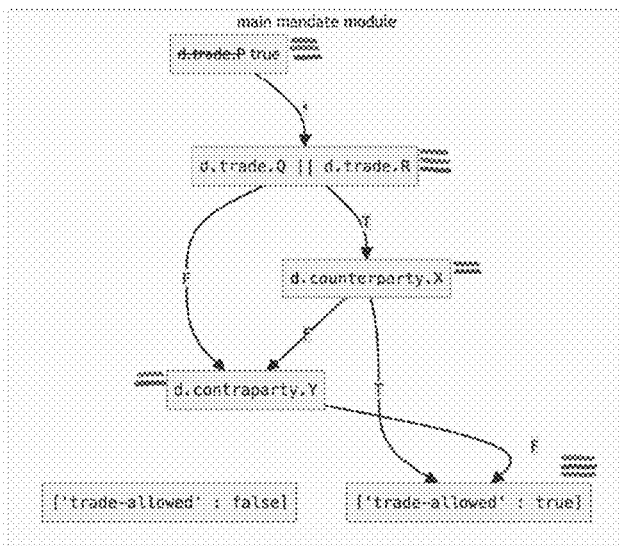 main mandate module
d.trade.P true
d.trade.Q || d.trade.R
T
F
d.counterparty.X
F
T
d.contraparty.Y
F
['trade-allowed' : false]
['trade-allowed' : true]